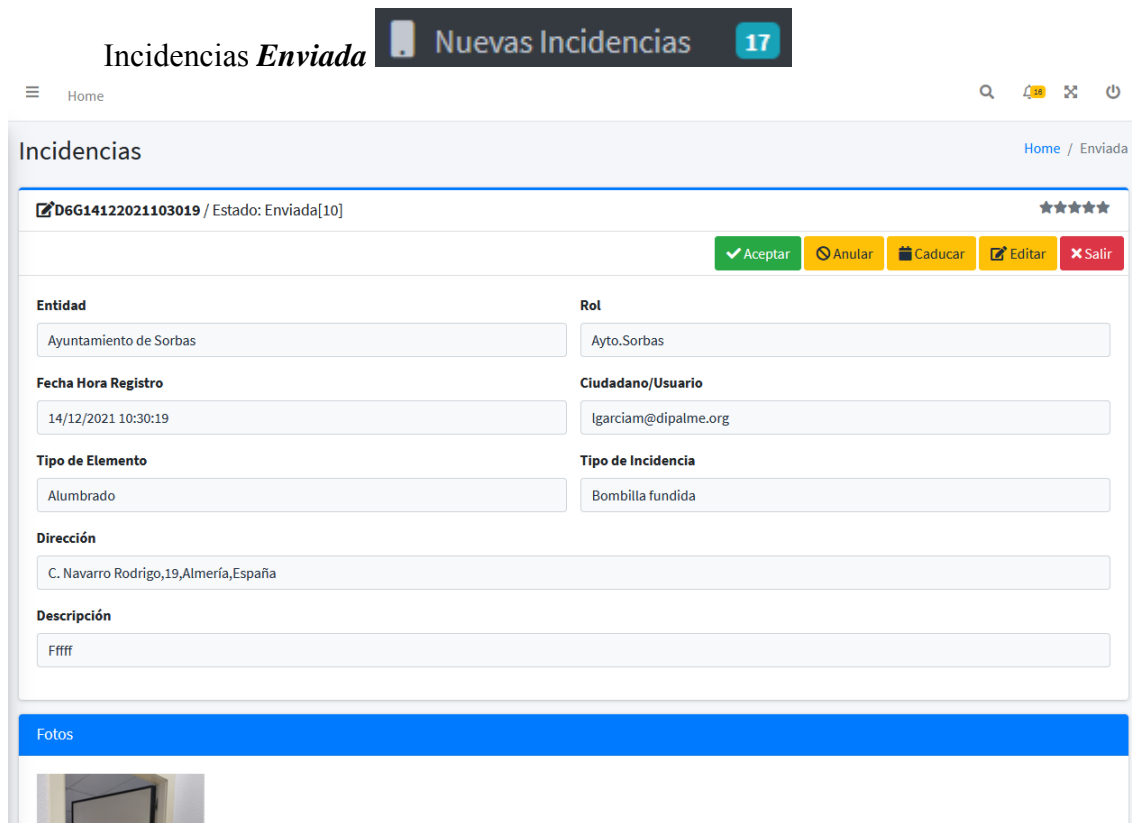 Incidencias Enviada Nuevas Incidencias 17
Home 16
Incidencias Home / Enviada
D6G14122021103019 / Estado: Enviada[10]
Aceptar Anular Caducar Editar Salir
Entidad Rol
Ayuntamiento de Sorbas Ayto.Sorbas
Fecha Hora Registro Ciudadano/Usuario
14/12/2021 10:30:19 lgarciam@dipalme.org
Tipo de Elemento Tipo de Incidencia
Alumbrado Bombilla fundida
Dirección
C. Navarro Rodrigo,19,Almería,España
Descripción
Ffffff
Fotos